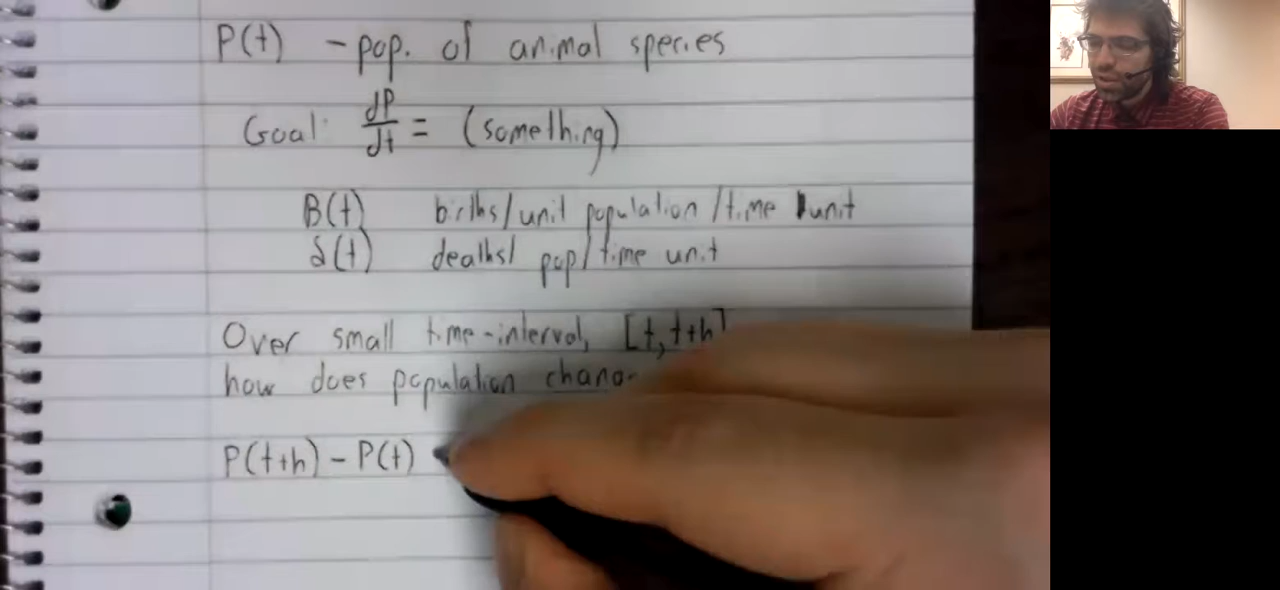 P(t) - pop. of animal species
Goal: dP/dt = (something)
B(t) births/unit population/time unit
δ(t) deaths/ pop/time unit
Over small time-interval, [t, t+h]
how does population
P(t+h) - P(t)